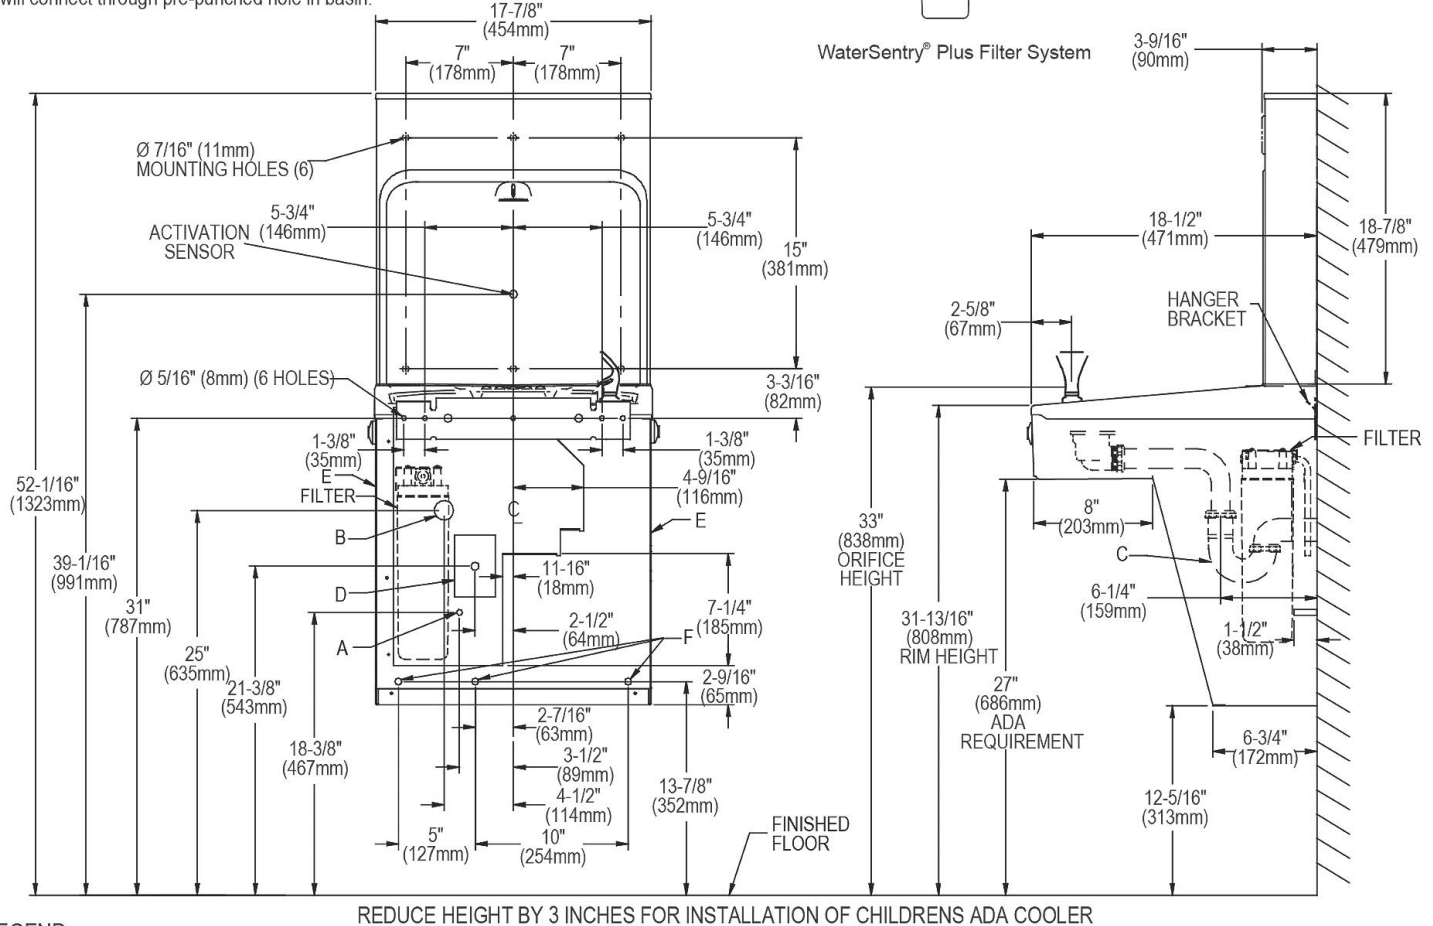 will connect through pre-punched hole in basin.
17-7/8"
(454mm)
7"
(178mm)
7"
(178mm)
WaterSentry® Plus Filter System
3-9/16"
(90mm)
Ø 7/16" (11mm)
MOUNTING HOLES (6)
5-3/4"
(146mm)
ACTIVATION
SENSOR
5-3/4"
(146mm)
15"
(381mm)
18-1/2"
(471mm)
18-7/8"
(479mm)
2-5/8"
(67mm)
HANGER
BRACKET
Ø 5/16" (8mm) (6 HOLES)
3-3/16"
(82mm)
1-3/8"
(35mm)
1-3/8"
(35mm)
E
FILTER
4-9/16"
(116mm)
FILTER
52-1/16"
(1323mm)
B
C
E
8"
(203mm)
33"
(838mm)
ORIFICE
HEIGHT
C
39-1/16"
(991mm)
D
11-16"
(18mm)
31"
(787mm)
A
2-1/2"
(64mm)
F
7-1/4"
(185mm)
6-1/4"
(159mm)
31-13/16"
(808mm)
RIM HEIGHT
1-1/2"
(38mm)
25"
(635mm)
21-3/8"
(543mm)
2-9/16"
(65mm)
27"
(686mm)
ADA
REQUIREMENT
18-3/8"
(467mm)
2-7/16"
(63mm)
3-1/2"
(89mm)
4-1/2"
(114mm)
13-7/8"
(352mm)
6-3/4"
(172mm)
12-5/16"
(313mm)
5"
(127mm)
10"
(254mm)
FINISHED
FLOOR
REDUCE HEIGHT BY 3 INCHES FOR INSTALLATION OF CHILDRENS ADA COOLER